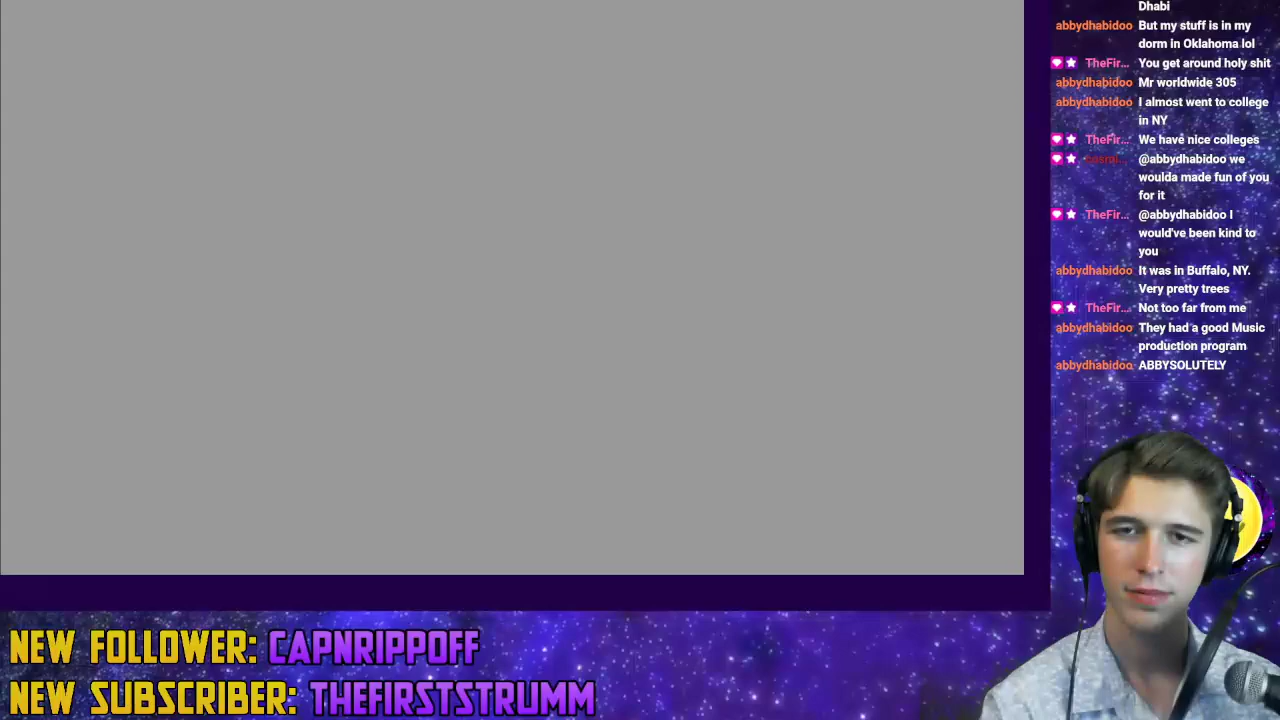 Dhabi
abbydhabidoo But my stuff is in my
dorm in Oklahoma lol
TheFir... You get around holy shit
abbydhabidoo Mr worldwide 305
abbydhabidoo I almost went to college
in NY
TheFir... We have nice colleges
@abbydhabidoo we
woulda made fun of you
for it
TheFir... @abbydhabidoo I
would've been kind to
you
abbydhabidoo It was in Buffalo, NY.
Very pretty trees
TheFir... Not too far from me
abbydhabidoo They had a good Music
production program
abbydhabidoo ABBYSOLUTELY
NEW FOLLOWER: CAPNRIPPOFF
NEW SUBSCRIBER: THEFIRSTSTRUMM